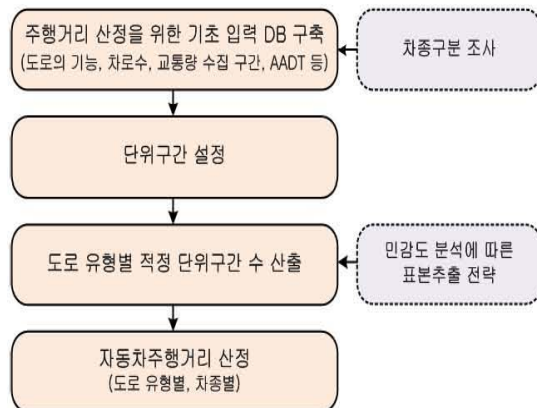 주행거리 산정을 위한 기초 입력 DB 구축
(도로의 기능, 차로수, 교통량 수집 구간, AADT 등)
차종구분 조사
단위구간 설정
도로 유형별 적정 단위구간 수 산출
민감도 분석에 따른
표본추출 전략
자동차주행거리 산정
(도로 유형별, 차종별)